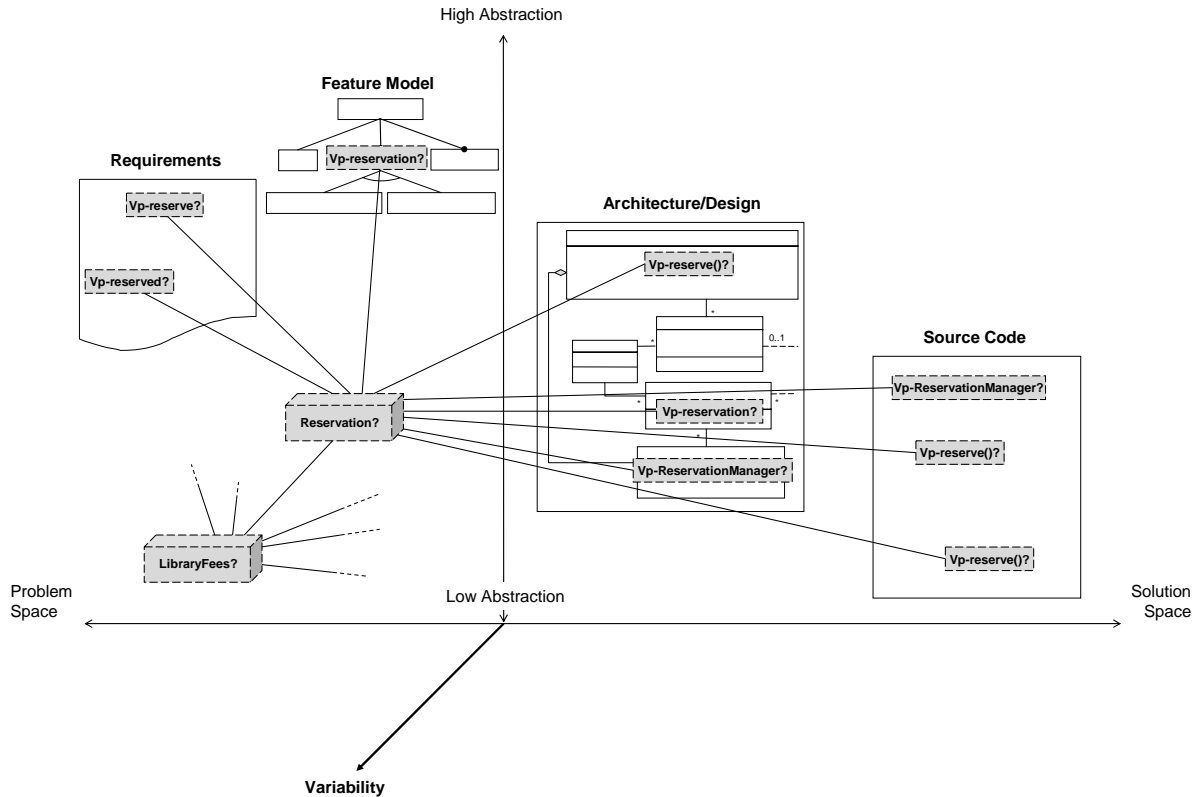 High Abstraction
Feature Model
Vp-reservation?
Requirements
Vp-reserve?
Vp-reserved?
Architecture/Design
Vp-reserve()?
*
*
0..1
*
Vp-reservation?
*
*
Vp-ReservationManager?
Source Code
Vp-ReservationManager?
Vp-reserve()?
Vp-reserve()?
Reservation?
LibraryFees?
Problem
Space
Low Abstraction
Solution
Space
Variability